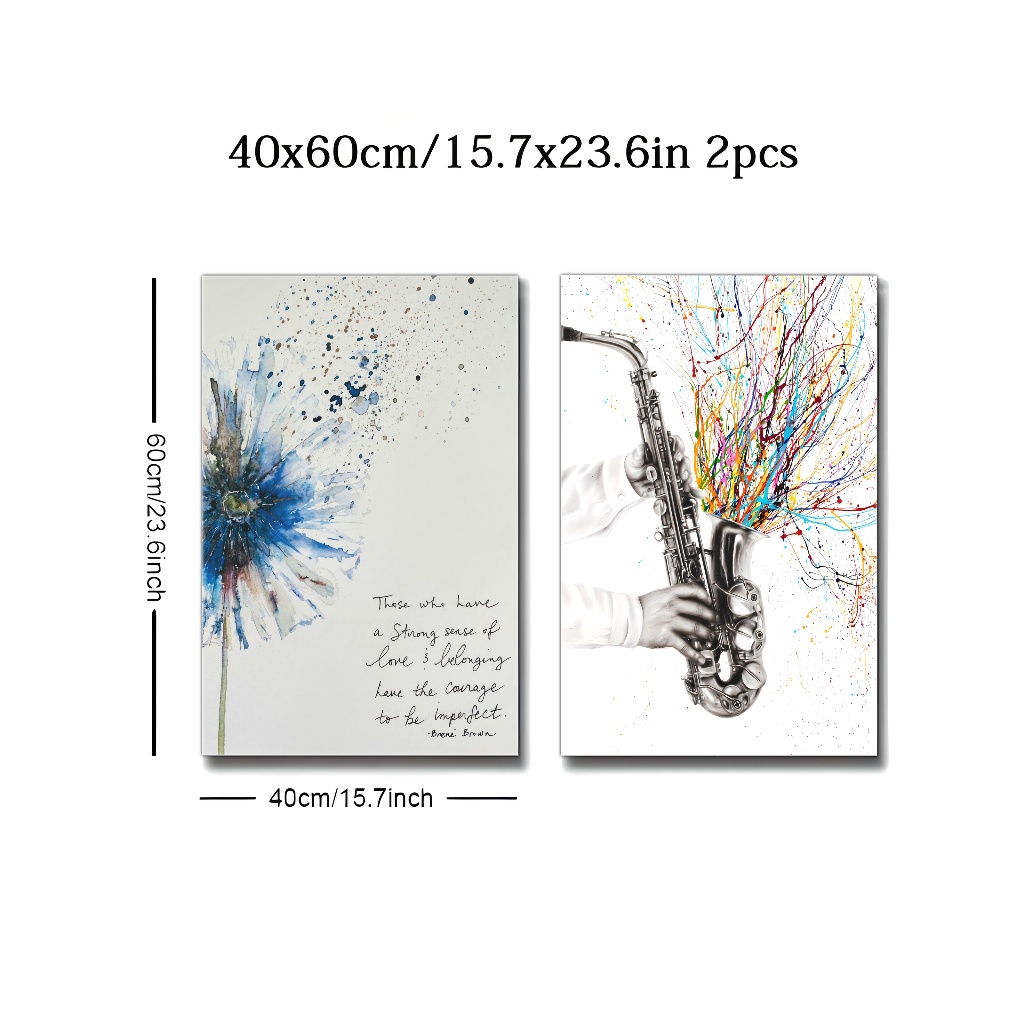 40x60cm/15.7x23.6in 2pcs
60cm/23.6inch
Those who have
a Strong sense of
love & belonging
have the courage
to be imperfect.
-Brené Brown
40cm/15.7inch